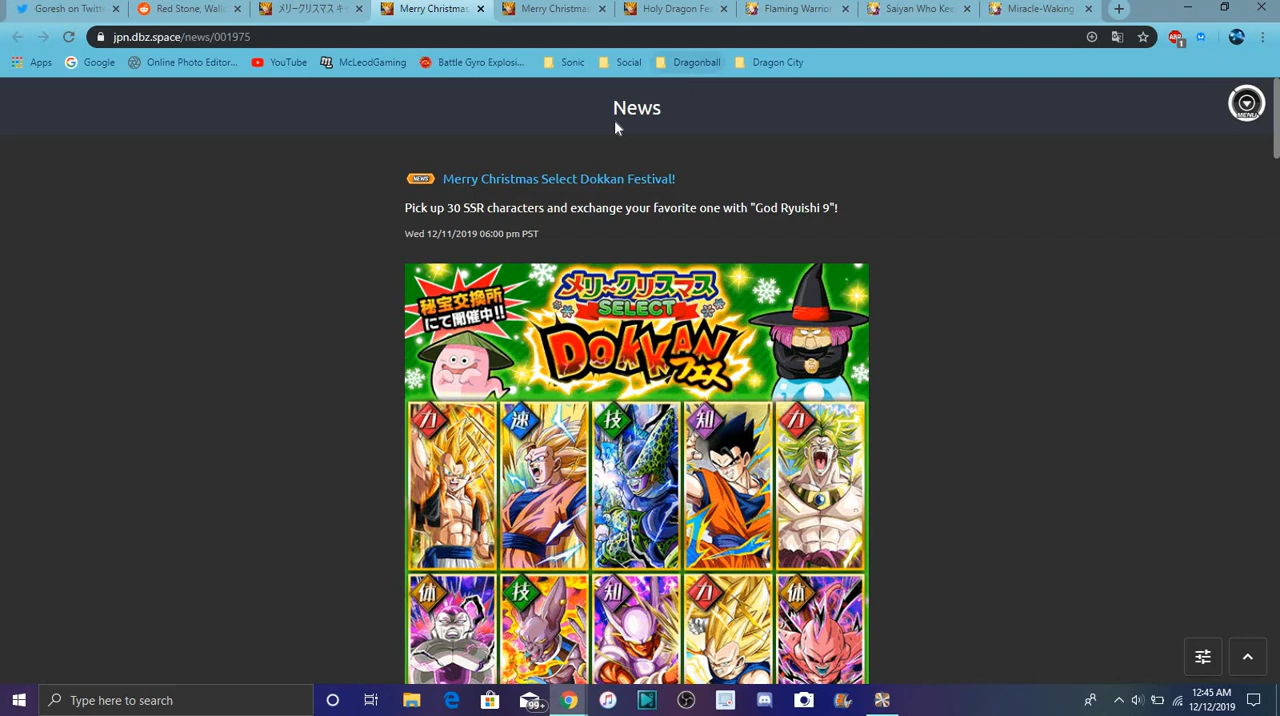 Goresh on Twitt
Red Stone, Walla
メリークリスマス キャ
Merry Christmas
Merry Christmas
Holy Dragon Fes
Flaming Warrior
Saiyan Who Kee
Miracle-Waking
jpn.dbz.space/news/001975
Apps
Google
Online Photo Editor...
YouTube
McLeodGaming
Battle Gyro Explosi...
Sonic
Social
Dragonball
Dragon City
News
MENU
NEWS Merry Christmas Select Dokkan Festival!
Pick up 30 SSR characters and exchange your favorite one with "God Ryuishi 9"!
Wed 12/11/2019 06:00 pm PST
秘宝交換所
にて開催中!!
メリ〜クリスマス
SELECT
DOKKAN
フェス
力 速 技 知 力
体 技 知 力 体
Type here to search
99+
2:45 AM
12/12/2019